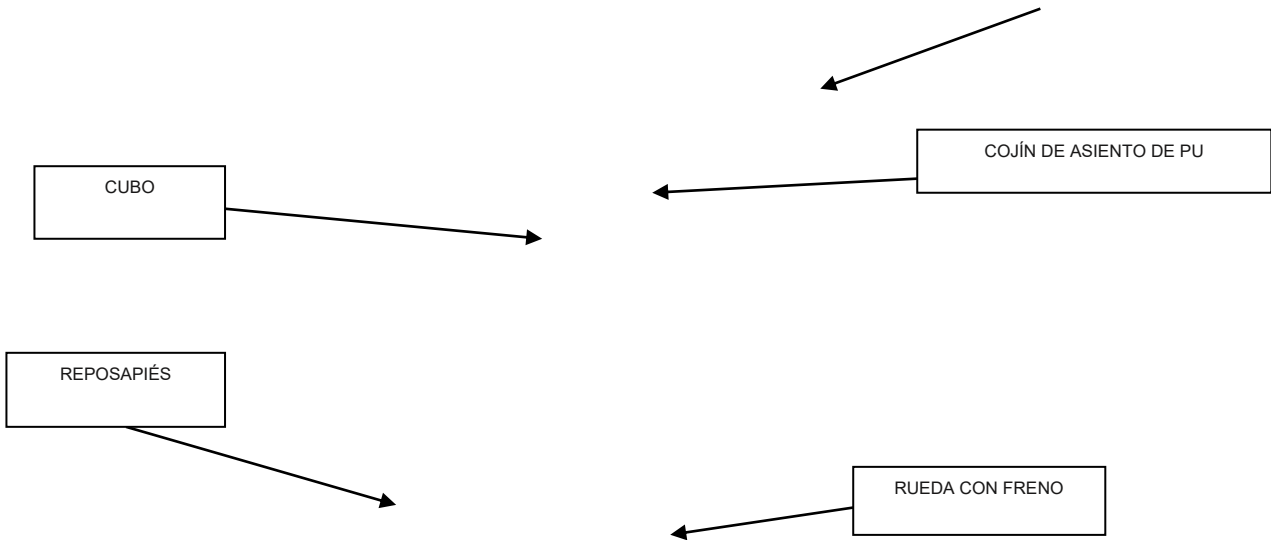 COJÍN DE ASIENTO DE PU
CUBO
REPOSAPIÉS
RUEDA CON FRENO